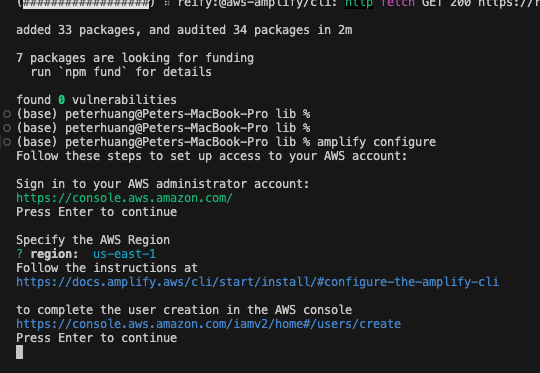 (####################) ⠸ reify:@aws-amplify/cli: http fetch GET 200 https://r
added 33 packages, and audited 34 packages in 2m
7 packages are looking for funding
run `npm fund` for details
found 0 vulnerabilities
(base) peterhuang@Peters-MacBook-Pro lib %
(base) peterhuang@Peters-MacBook-Pro lib %
(base) peterhuang@Peters-MacBook-Pro lib % amplify configure
Follow these steps to set up access to your AWS account:
Sign in to your AWS administrator account:
https://console.aws.amazon.com/
Press Enter to continue
Specify the AWS Region
? region: us-east-1
Follow the instructions at
https://docs.amplify.aws/cli/start/install/#configure-the-amplify-cli
to complete the user creation in the AWS console
https://console.aws.amazon.com/iamv2/home#/users/create
Press Enter to continue